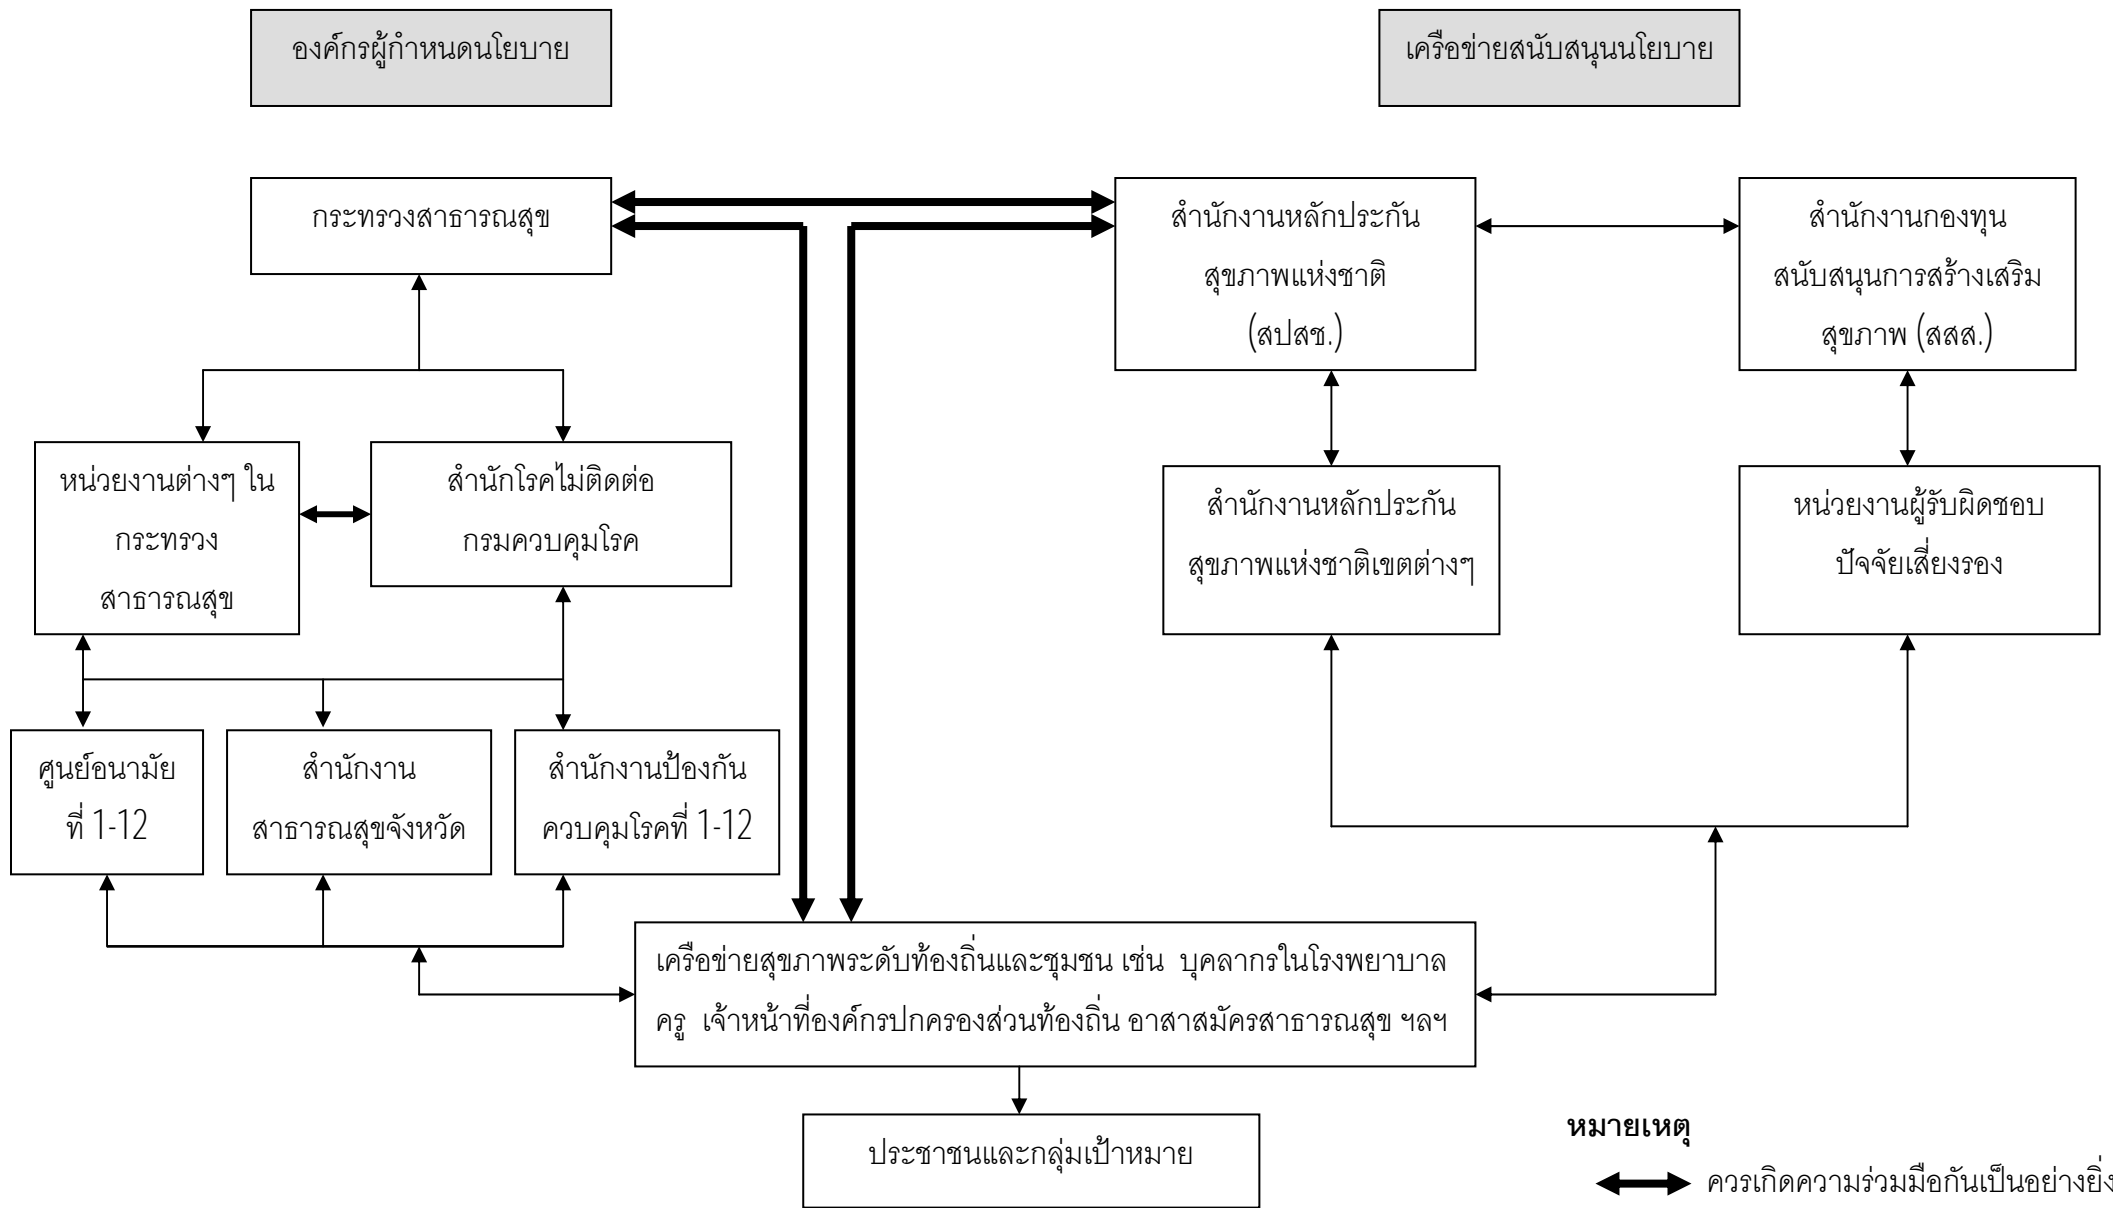 องค์กรผู้กำหนดนโยบาย
เครือข่ายสนับสนุนนโยบาย
กระทรวงสาธารณสุข
สำนักงานหลักประกัน
สุขภาพแห่งชาติ
(สปสช.)
สำนักงานกองทุน
สนับสนุนการสร้างเสริม
สุขภาพ (สสส.)
หน่วยงานต่างๆ ใน
กระทรวง
สาธารณสุข
สำนักโรคไม่ติดต่อ
กรมควบคุมโรค
สำนักงานหลักประกัน
สุขภาพแห่งชาติเขตต่างๆ
หน่วยงานผู้รับผิดชอบ
ปัจจัยเสี่ยงรอง
ศูนย์อนามัย
ที่ 1-12
สำนักงาน
สาธารณสุขจังหวัด
สำนักงานป้องกัน
ควบคุมโรคที่ 1-12
เครือข่ายสุขภาพระดับท้องถิ่นและชุมชน เช่น บุคลากรในโรงพยาบาล
ครู เจ้าหน้าที่องค์กรปกครองส่วนท้องถิ่น อาสาสมัครสาธารณสุข ฯลฯ
ประชาชนและกลุ่มเป้าหมาย
หมายเหตุ
ควรเกิดความร่วมมือกันเป็นอย่างยิ่ง